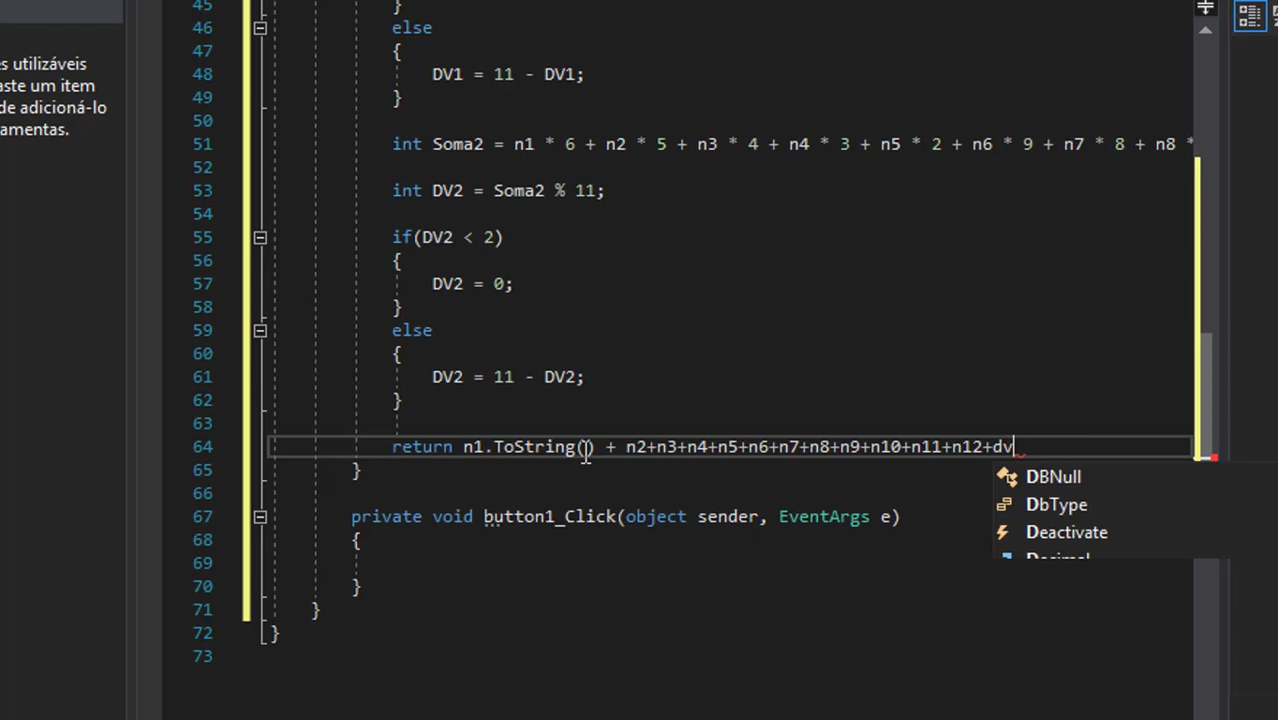 s utilizáveis
aste um item
de adicioná-lo
amentas.
45 }
46 else
47 {
48 DV1 = 11 - DV1;
49 }
50
51 int Soma2 = n1 * 6 + n2 * 5 + n3 * 4 + n4 * 3 + n5 * 2 + n6 * 9 + n7 * 8 + n8 *
52
53 int DV2 = Soma2 % 11;
54
55 if(DV2 < 2)
56 {
57 DV2 = 0;
58 }
59 else
60 {
61 DV2 = 11 - DV2;
62 }
63
64 return n1.ToString() + n2+n3+n4+n5+n6+n7+n8+n9+n10+n11+n12+dv
65 }
DBNull
66
DbType
67 private void button1_Click(object sender, EventArgs e)
Deactivate
68 {
Decimal
69
70 }
71 }
72 }
73